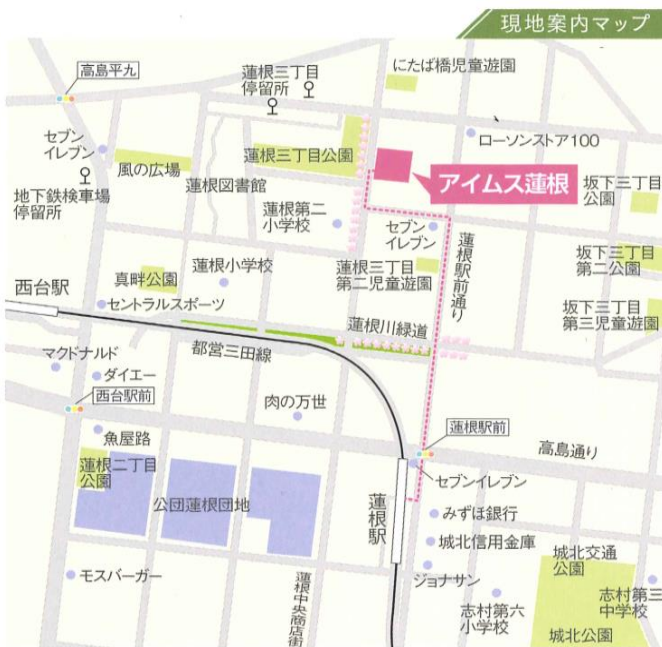 現地案内マップ
高島平九
蓮根三丁目
停留所
にたば橋児童遊園
セブン
イレブン
風の広場
蓮根三丁目公園
ローソンストア100
蓮根図書館
アイムス蓮根
坂下三丁目
公園
地下鉄検車場
停留所
蓮根第二
小学校
セブン
イレブン
蓮根駅前通り
坂下三丁目
第二公園
真畔公園
蓮根小学校
蓮根三丁目
第二児童遊園
西台駅
セントラルスポーツ
坂下三丁目
第三児童遊園
蓮根川緑道
都営三田線
マクドナルド
ダイエー
西台駅前
肉の万世
蓮根駅前
高島通り
魚屋路
蓮根二丁目
公園
セブンイレブン
公団蓮根団地
蓮根駅
みずほ銀行
城北信用金庫
城北交通
公園
モスバーガー
ジョナサン
蓮根中央商店街
志村第六
小学校
志村第三
中学校
城北公園